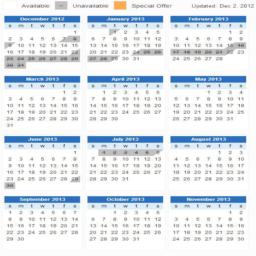 Available Unavailable Special Offer Updated: Dec 2, 2012
December 2012
s m t w t f s
1
2 3 4 5 6 7 8
9 10 11 12 13 14 15
16 17 18 19 20 21 22
23 24 25 26 27 28 29
30 31
January 2013
s m t w t f s
1 2 3 4 5
6 7 8 9 10 11 12
13 14 15 16 17 18 19
20 21 22 23 24 25 26
27 28 29 30 31
February 2013
s m t w t f s
1 2
3 4 5 6 7 8 9
10 11 12 13 14 15 16
17 18 19 20 21 22 23
24 25 26 27 28
March 2013
s m t w t f s
1 2
3 4 5 6 7 8 9
10 11 12 13 14 15 16
17 18 19 20 21 22 23
24 25 26 27 28 29 30
31
April 2013
s m t w t f s
1 2 3 4 5 6
7 8 9 10 11 12 13
14 15 16 17 18 19 20
21 22 23 24 25 26 27
28 29 30
May 2013
s m t w t f s
1 2 3 4
5 6 7 8 9 10 11
12 13 14 15 16 17 18
19 20 21 22 23 24 25
26 27 28 29 30 31
June 2013
s m t w t f s
1
2 3 4 5 6 7 8
9 10 11 12 13 14 15
16 17 18 19 20 21 22
23 24 25 26 27 28 29
30
July 2013
s m t w t f s
1 2 3 4 5 6
7 8 9 10 11 12 13
14 15 16 17 18 19 20
21 22 23 24 25 26 27
28 29 30 31
August 2013
s m t w t f s
1 2 3
4 5 6 7 8 9 10
11 12 13 14 15 16 17
18 19 20 21 22 23 24
25 26 27 28 29 30 31
September 2013
s m t w t f s
1 2 3 4 5 6 7
8 9 10 11 12 13 14
15 16 17 18 19 20 21
22 23 24 25 26 27 28
29 30
October 2013
s m t w t f s
1 2 3 4 5
6 7 8 9 10 11 12
13 14 15 16 17 18 19
20 21 22 23 24 25 26
27 28 29 30 31
November 2013
s m t w t f s
1 2
3 4 5 6 7 8 9
10 11 12 13 14 15 16
17 18 19 20 21 22 23
24 25 26 27 28 29 30